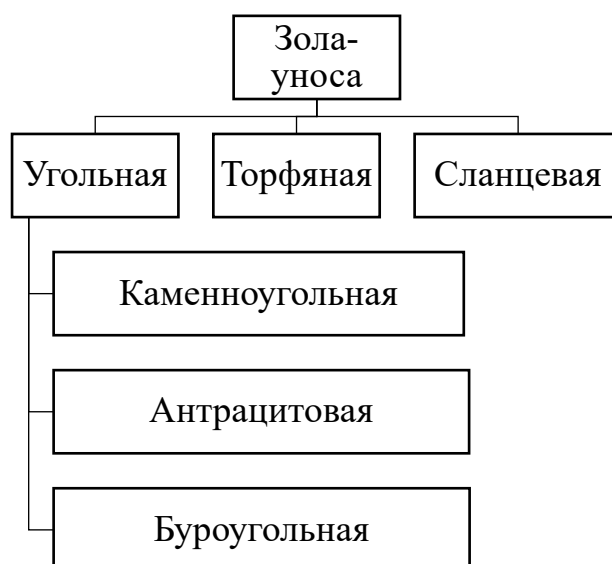 Зола-
уноса
Угольная
Торфяная
Сланцевая
Каменноугольная
Антрацитовая
Буроугольная